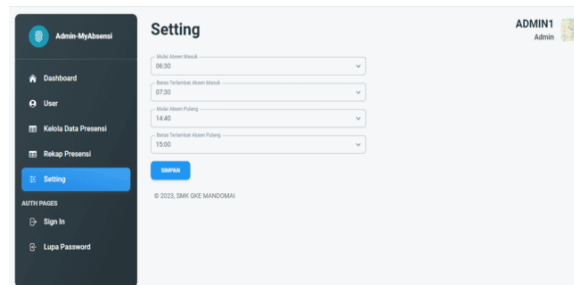 Admin-MyAbsensi
Dashboard
User
Kelola Data Presensi
Rekap Presensi
Setting
AUTH PAGES
Sign In
Lupa Password
Setting
ADMIN1
Admin
Mulai Absen Masuk
06:30
Batas Terlambat Absen Masuk
07:30
Mulai Absen Pulang
14:40
Batas Terlambat Absen Pulang
15:00
SIMPAN
© 2023, SMK GKE MANDOMAI